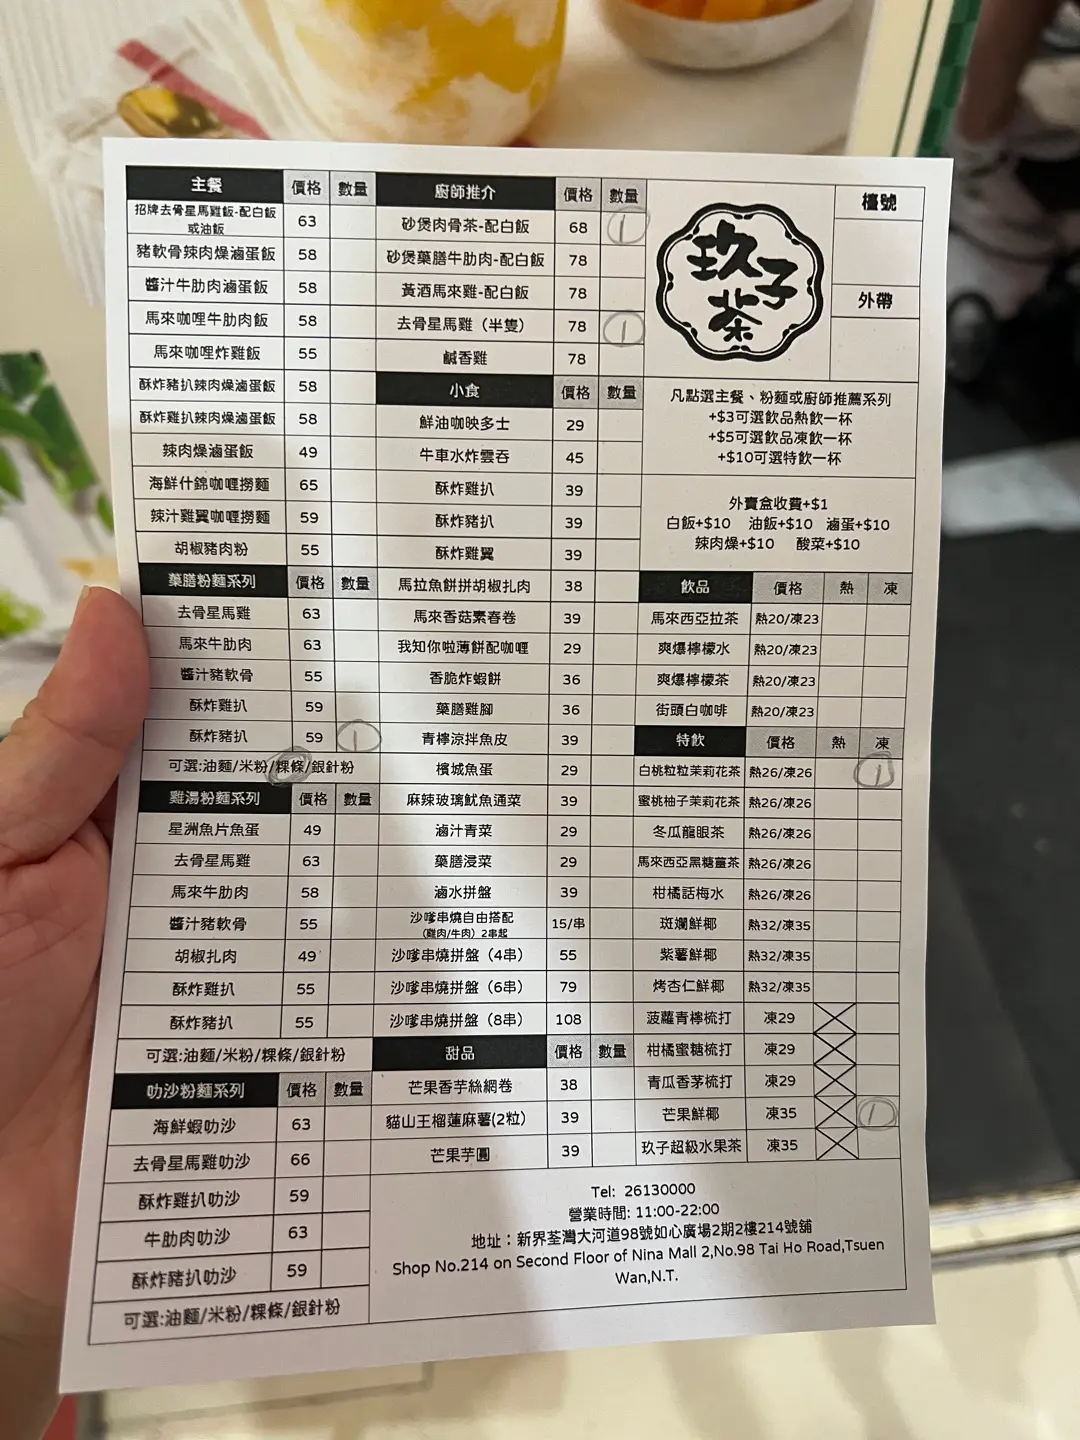 主餐 價格 數量
招牌去骨星馬雞飯-配白飯
或油飯 63
豬軟骨辣肉燥滷蛋飯 58
醬汁牛肋肉滷蛋飯 58
馬來咖哩牛肋肉飯 58
馬來咖哩炸雞飯 55
酥炸豬扒辣肉燥滷蛋飯 58
酥炸雞扒辣肉燥滷蛋飯 58
辣肉燥滷蛋飯 49
海鮮什錦咖喱撈麵 65
辣汁雞翼咖喱撈麵 59
胡椒豬肉粉 55
藥膳粉麵系列 價格 數量
去骨星馬雞 63
馬來牛肋肉 63
醬汁豬軟骨 55
酥炸雞扒 59
酥炸豬扒 59 1
可選:油麵/米粉/粿條/銀針粉
雞湯粉麵系列 價格 數量
星洲魚片魚蛋 49
去骨星馬雞 63
馬來牛肋肉 58
醬汁豬軟骨 55
胡椒扎肉 49
酥炸雞扒 55
酥炸豬扒 55
可選:油麵/米粉/粿條/銀針粉
叻沙粉麵系列 價格 數量
海鮮蝦叻沙 63
去骨星馬雞叻沙 66
酥炸雞扒叻沙 59
牛肋肉叻沙 63
酥炸豬扒叻沙 59
可選:油麵/米粉/粿條/銀針粉
廚師推介 價格 數量
砂煲肉骨茶-配白飯 68 1
砂煲藥膳牛肋肉-配白飯 78
黃酒馬來雞-配白飯 78
去骨星馬雞（半隻） 78 1
鹹香雞 78
小食 價格 數量
鮮油咖央多士 29
牛車水炸雲吞 45
酥炸雞扒 39
酥炸豬扒 39
酥炸雞翼 39
馬拉魚餅拼胡椒扎肉 38
馬來香菇素春卷 39
我知你啦薄餅配咖喱 29
香脆炸蝦餅 36
藥膳雞腳 36
青檸涼拌魚皮 39
檳城魚蛋 29
麻辣玻璃魷魚通菜 39
滷汁青菜 29
藥膳浸菜 29
滷水拼盤 39
沙嗲串燒自由搭配
（雞肉/牛肉）2串起 15/串
沙嗲串燒拼盤（4串） 55
沙嗲串燒拼盤（6串） 79
沙嗲串燒拼盤（8串） 108
甜品 價格 數量
芒果香芋絲網卷 38
貓山王榴蓮麻薯(2粒) 39
芒果芋圓 39
玖子茶
檯號
外帶
凡點選主餐、粉麵或廚師推薦系列
+$3可選飲品熱飲一杯
+$5可選飲品凍飲一杯
+$10可選特飲一杯
外賣盒收費+$1
白飯+$10 油飯+$10 滷蛋+$10
辣肉燥+$10 酸菜+$10
飲品 價格 熱 凍
馬來西亞拉茶 熱20/凍23
爽爆檸檬水 熱20/凍23
爽爆檸檬茶 熱20/凍23
街頭白咖啡 熱20/凍23
特飲 價格 熱 凍
白桃粒粒茉莉花茶 熱26/凍26 1
蜜桃柚子茉莉花茶 熱26/凍26
冬瓜龍眼茶 熱26/凍26
馬來西亞黑糖薑茶 熱26/凍26
柑橘話梅水 熱26/凍26
斑斕鮮椰 熱32/凍35
紫薯鮮椰 熱32/凍35
烤杏仁鮮椰 熱32/凍35
菠蘿青檸梳打 凍29
柑橘蜜糖梳打 凍29
青瓜香茅梳打 凍29
芒果鮮椰 凍35 1
玖子超級水果茶 凍35
Tel: 26130000
營業時間: 11:00-22:00
地址：新界荃灣大河道98號如心廣場2期2樓214號舖
Shop No.214 on Second Floor of Nina Mall 2,No.98 Tai Ho Road,Tsuen
Wan,N.T.